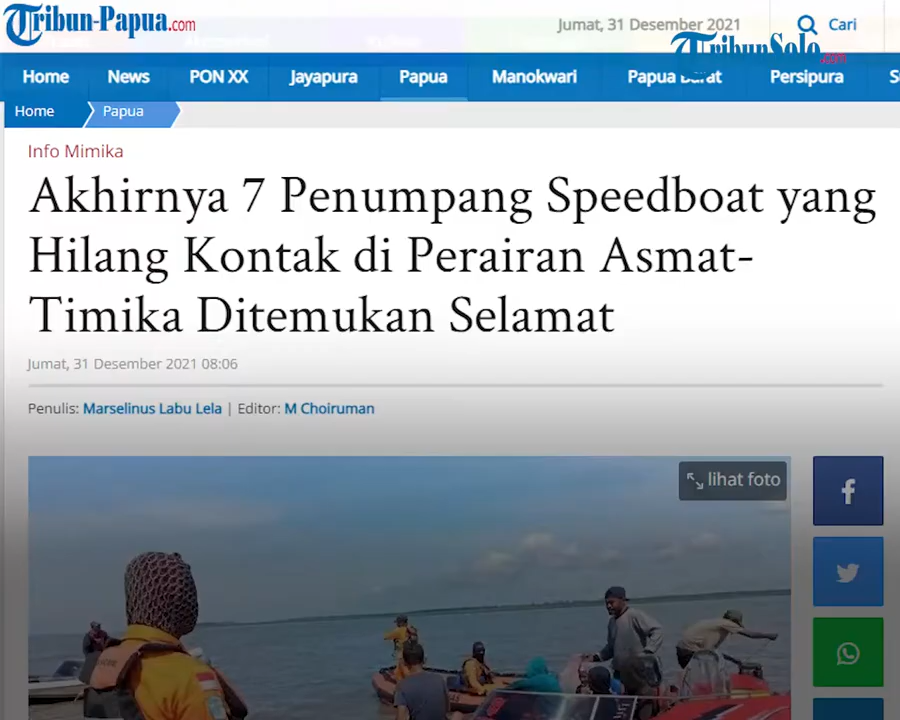 Tribun-Papua.com
Jumat, 31 Desember 2021
Cari
TribunSolo.com
Home News PON XX Jayapura Papua Manokwari Papua Barat Persipura
Home Papua
Info Mimika
Akhirnya 7 Penumpang Speedboat yang
Hilang Kontak di Perairan Asmat-
Timika Ditemukan Selamat
Jumat, 31 Desember 2021 08:06
Penulis: Marselinus Labu Lela | Editor: M Choiruman
lihat foto